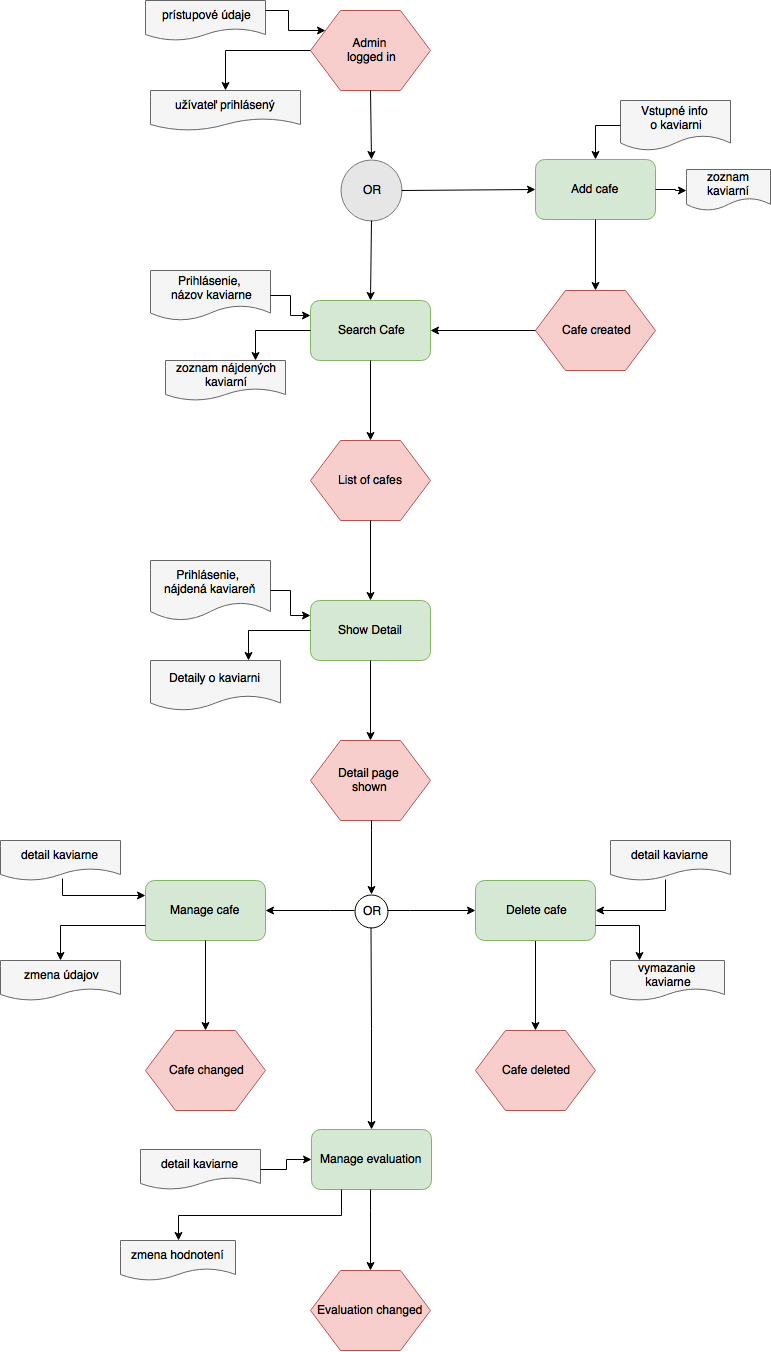 prístupové údaje
Admin
logged in
užívateľ prihlásený
Vstupné info
o kaviarni
OR
Add cafe
zoznam
kaviarní
Prihlásenie,
názov kaviarne
Search Cafe
Cafe created
zoznam nájdených
kaviarní
List of cafes
Prihlásenie,
nájdená kaviareň
Show Detail
Detaily o kaviarni
Detail page
shown
detail kaviarne
detail kaviarne
Manage cafe
OR
Delete cafe
zmena údajov
vymazanie
kaviarne
Cafe changed
Cafe deleted
detail kaviarne
Manage evaluation
zmena hodnotení
Evaluation changed